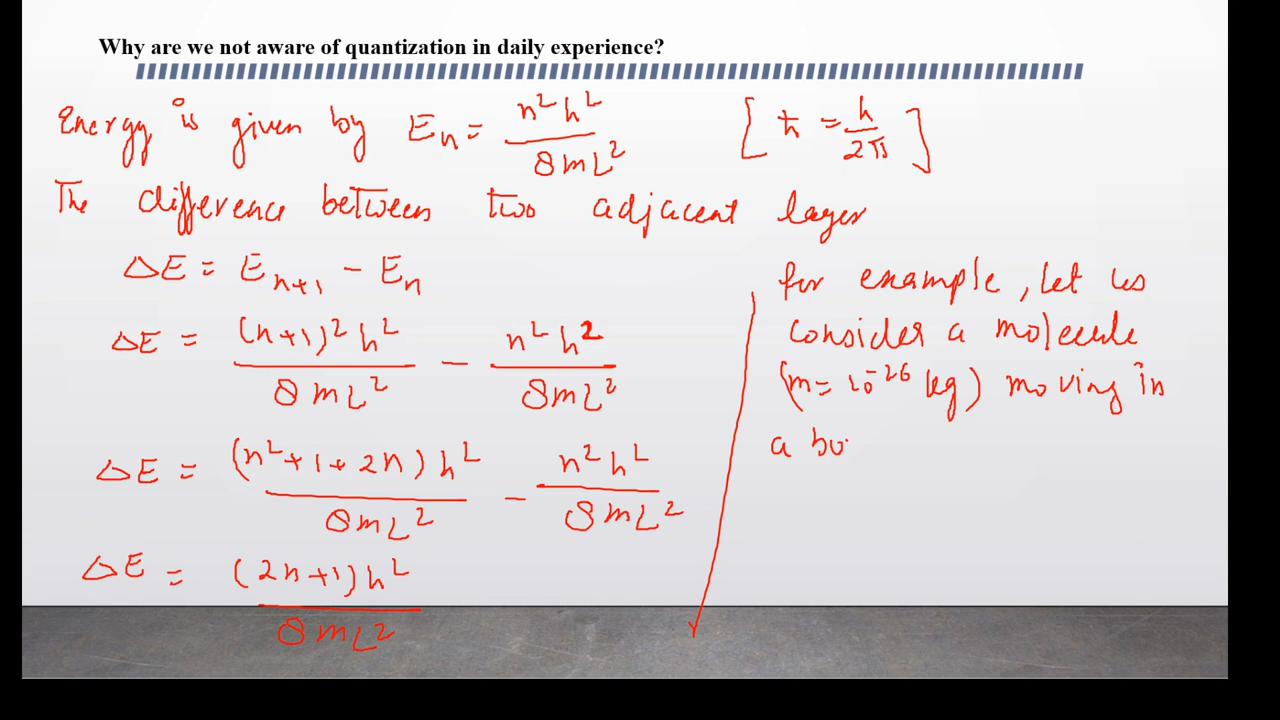 Why are we not aware of quantization in daily experience?
Energy is given by Eₙ = n²h² / 8mL² [ħ = h / 2π]
The difference between two adjacent layer
ΔE = Eₙ₊₁ - Eₙ
ΔE = (n+1)²h² / 8mL² - n²h² / 8mL²
ΔE = (n²+1+2n)h² / 8mL² - n²h² / 8mL²
ΔE = (2n+1)h² / 8mL²
for example, let us
consider a molecule
(m = 10⁻²⁶ kg) moving in
a bo